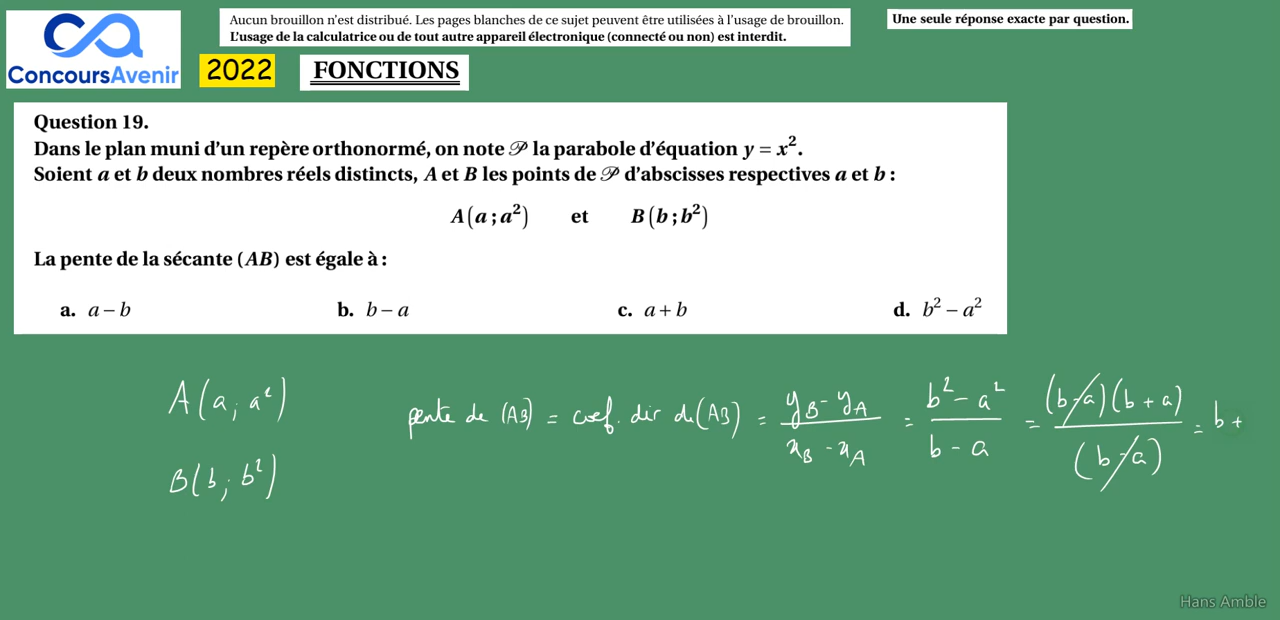 Aucun brouillon n'est distribué. Les pages blanches de ce sujet peuvent être utilisées à l'usage de brouillon.
L'usage de la calculatrice ou de tout autre appareil électronique (connecté ou non) est interdit.
Une seule réponse exacte par question.
ConcoursAvenir
2022
FONCTIONS
Question 19.
Dans le plan muni d'un repère orthonormé, on note 𝒫 la parabole d'équation y = x².
Soient a et b deux nombres réels distincts, A et B les points de 𝒫 d'abscisses respectives a et b :
A(a ; a²) et B(b ; b²)
La pente de la sécante (AB) est égale à :
a. a − b b. b − a c. a + b d. b² − a²
A(a; a²)
B(b; b²)
pente de (AB) = coef. dir de (AB) = (y_B - y_A)/(x_B - x_A) = (b² - a²)/(b - a) = (b-a)(b+a)/(b-a) = b +
Hans Amble